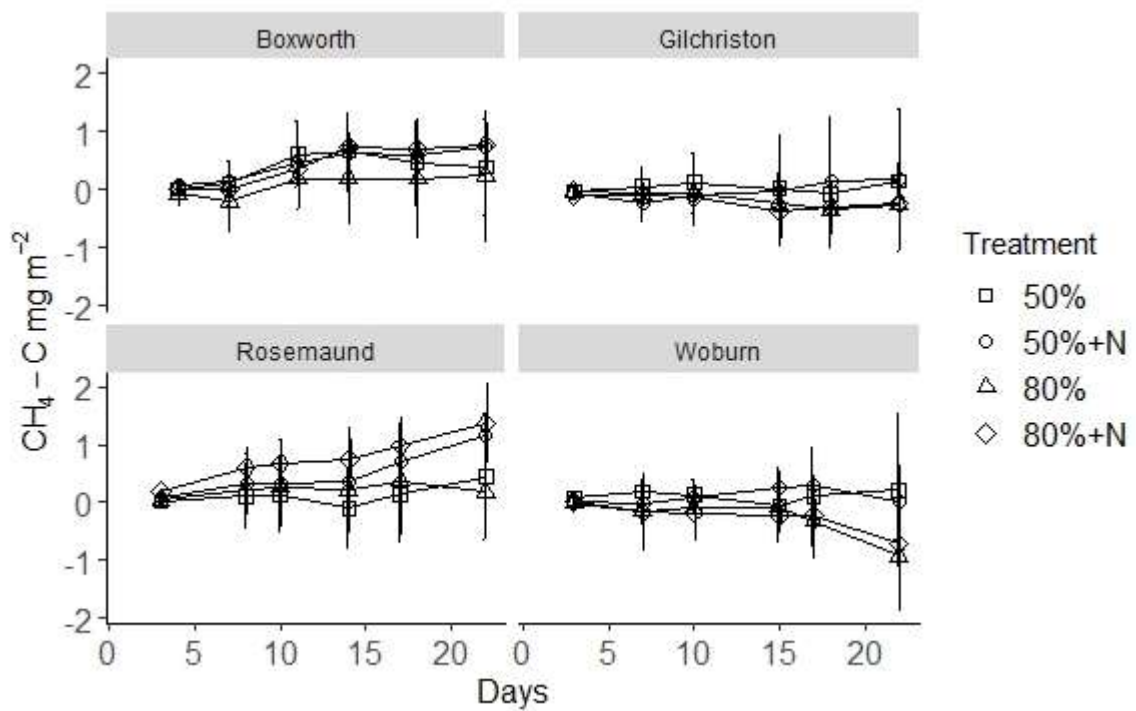 Boxworth
Gilchriston
2
1
0
-1
-2
Rosemaund
Woburn
2
1
0
-1
-2
0 5 10 15 20
0 5 10 15 20
Days
CH₄ – C mg m⁻²
Treatment
50%
50%+N
80%
80%+N